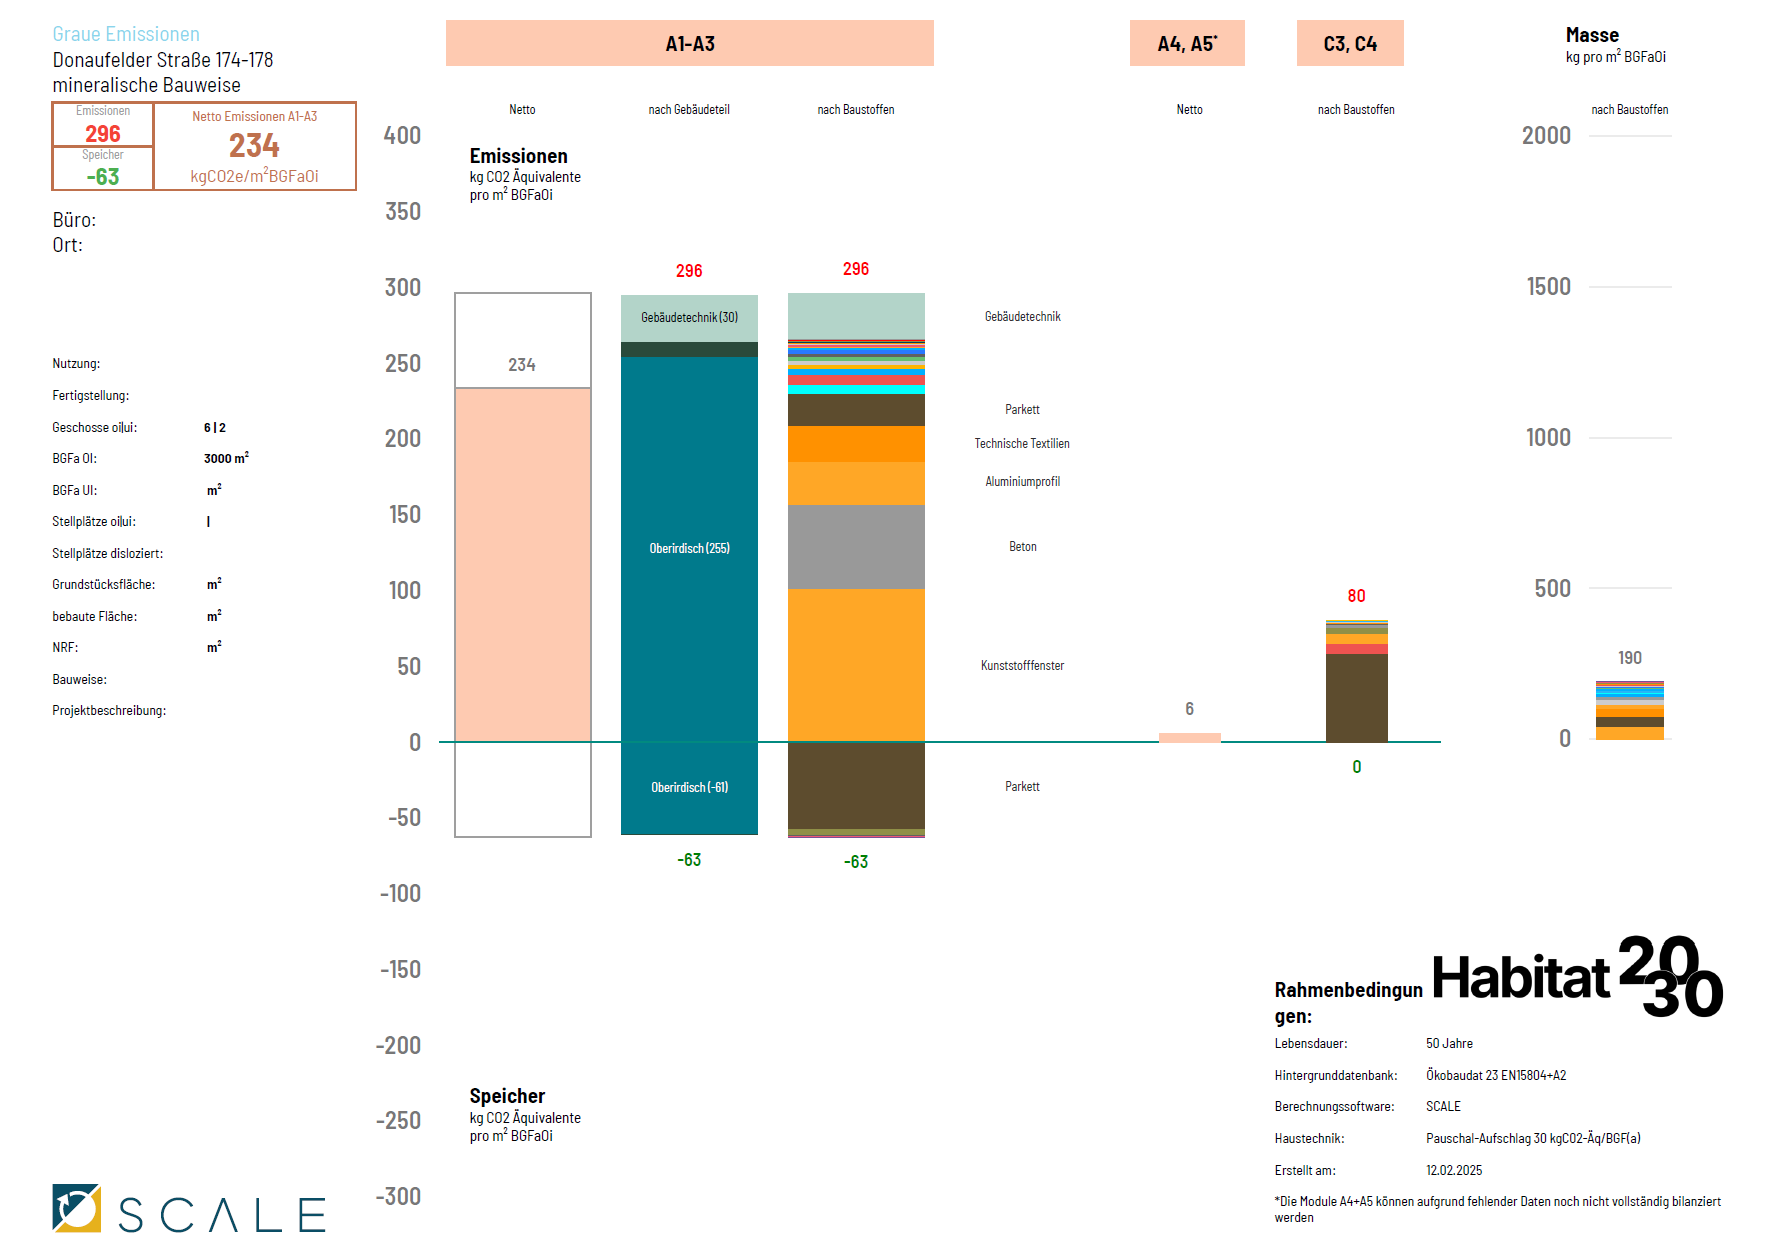 Graue Emissionen
Donaufelder Straße 174-178
mineralische Bauweise
Emissionen
296
Speicher
-63
Netto Emissionen A1-A3
234
kgCO2e/m²BGFaOi
Büro:
Ort:
Nutzung:
Fertigstellung:
Geschosse oi|ui: 6 | 2
BGFa OI: 3000 m²
BGFa UI: m²
Stellplätze oi|ui: |
Stellplätze disloziert:
Grundstücksfläche: m²
bebaute Fläche: m²
NRF: m²
Bauweise:
Projektbeschreibung:
A1-A3
A4, A5*
C3, C4
Masse
kg pro m² BGFaOi
Netto
nach Gebäudeteil
nach Baustoffen
Netto
nach Baustoffen
nach Baustoffen
400
350
300
250
200
150
100
50
0
-50
-100
-150
-200
-250
-300
Emissionen
kg CO2 Äquivalente
pro m² BGFaOi
234
296
Gebäudetechnik (30)
Oberirdisch (255)
Oberirdisch (-61)
-63
296
-63
Gebäudetechnik
Parkett
Technische Textilien
Aluminiumprofil
Beton
Kunststofffenster
Parkett
6
80
0
2000
1500
1000
500
0
190
Speicher
kg CO2 Äquivalente
pro m² BGFaOi
Habitat 20
30
Rahmenbedingun
gen:
Lebensdauer: 50 Jahre
Hintergrunddatenbank: Ökobaudat 23 EN15804+A2
Berechnungssoftware: SCALE
Haustechnik: Pauschal-Aufschlag 30 kgCO2-Äq/BGF(a)
Erstellt am: 12.02.2025
*Die Module A4+A5 können aufgrund fehlender Daten noch nicht vollständig bilanziert
werden
SCALE